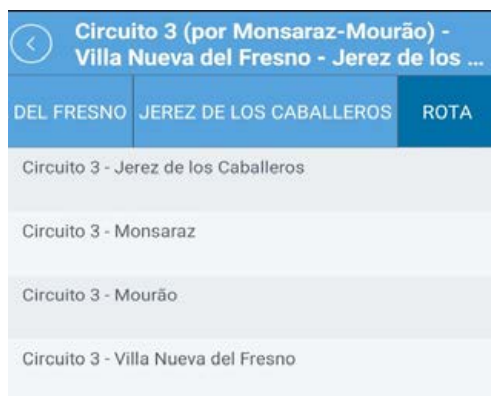 Circuito 3 (por Monsaraz-Mourão) -
Villa Nueva del Fresno - Jerez de los ...
DEL FRESNO JEREZ DE LOS CABALLEROS ROTA
Circuito 3 - Jerez de los Caballeros
Circuito 3 - Monsaraz
Circuito 3 - Mourão
Circuito 3 - Villa Nueva del Fresno